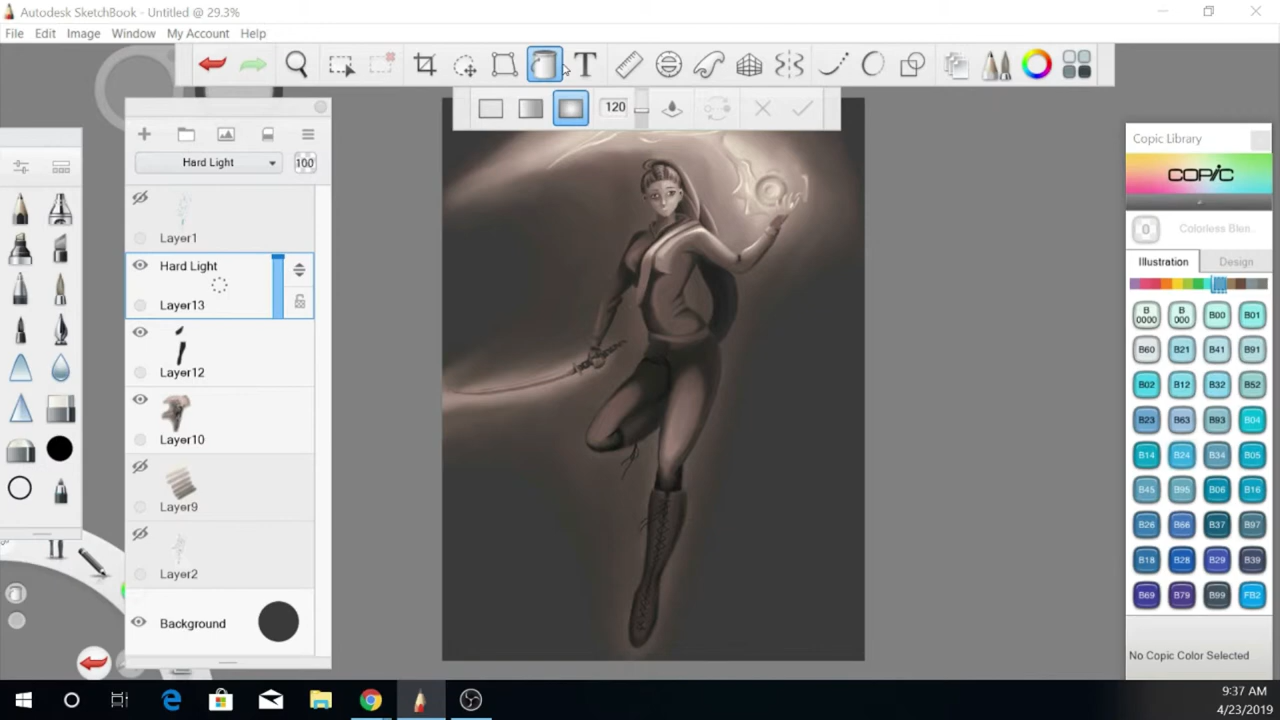 Autodesk SketchBook - Untitled @ 29.3%
File Edit Image Window My Account Help
T
120
Hard Light 100
Layer1
Hard Light
Layer13
Layer12
Layer10
Layer9
Layer2
Background
Copic Library
COPIC
0 Colorless Blen..
Illustration Design
B
0000
B
000
B00 B01
B60 B21 B41 B91
B02 B12 B32 B52
B23 B63 B93 B04
B14 B24 B34 B05
B45 B95 B06 B16
B26 B66 B37 B97
B18 B28 B29 B39
B69 B79 B99 FB2
No Copic Color Selected
9:37 AM
4/23/2019